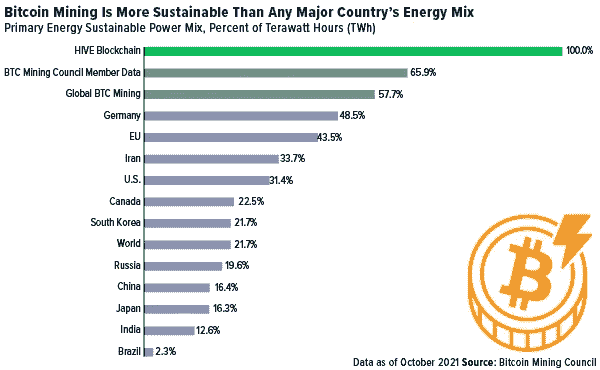 Bitcoin Mining Is More Sustainable Than Any Major Country's Energy Mix
Primary Energy Sustainable Power Mix, Percent of Terawatt Hours (TWh)
HIVE Blockchain 100.0%
BTC Mining Council Member Data 65.9%
Global BTC Mining 57.7%
Germany 48.5%
EU 43.5%
Iran 33.7%
U.S. 31.4%
Canada 22.5%
South Korea 21.7%
World 21.7%
Russia 19.6%
China 16.4%
Japan 16.3%
India 12.6%
Brazil 2.3%
Data as of October 2021 Source: Bitcoin Mining Council